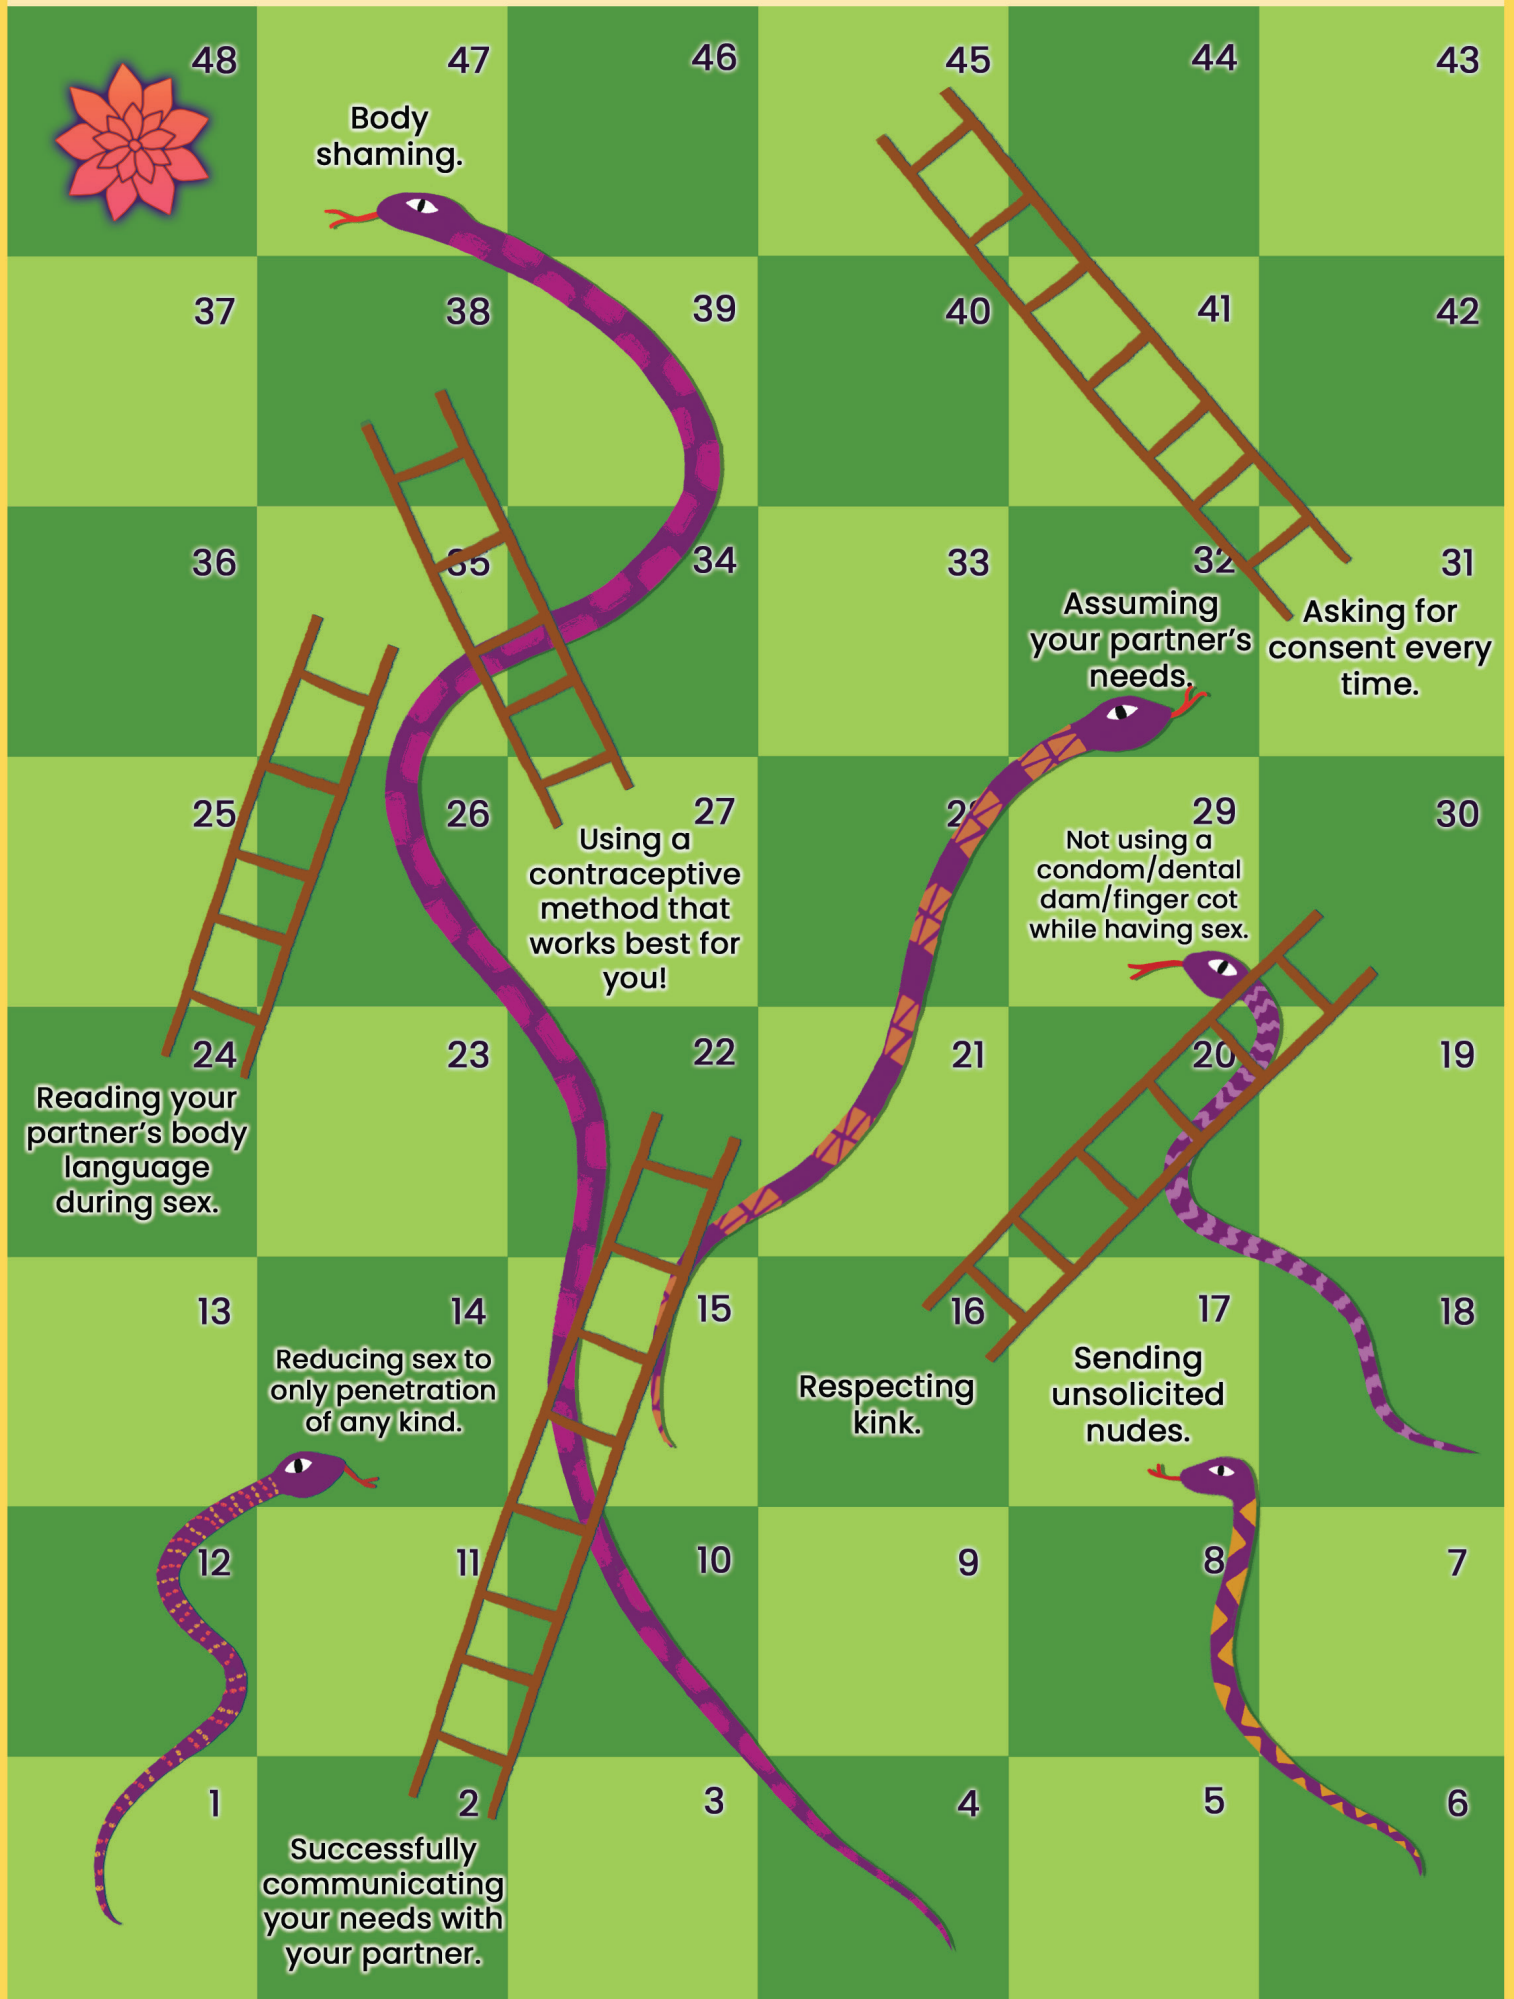 48
47
46
45
44
43
Body
shaming.
37
38
39
40
41
42
36
35
34
33
32
31
Assuming
your partner's
needs.
Asking for
consent every
time.
25
26
27
28
29
30
Using a
contraceptive
method that
works best for
you!
Not using a
condom/dental
dam/finger cot
while having sex.
24
23
22
21
20
19
Reading your
partner's body
language
during sex.
13
14
15
16
17
18
Reducing sex to
only penetration
of any kind.
Respecting
kink.
Sending
unsolicited
nudes.
12
11
10
9
8
7
1
2
3
4
5
6
Successfully
communicating
your needs with
your partner.